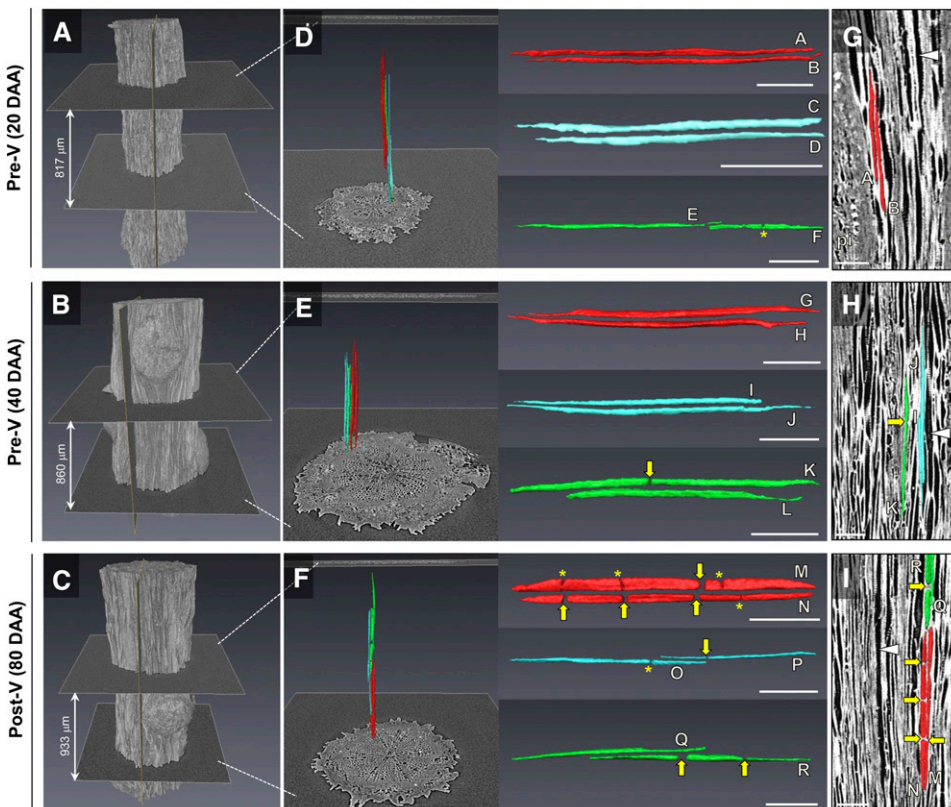 Pre-V (20 DAA)
A
817 µm
D
A
B
C
D
E
F
*
G
A
B
p
Pre-V (40 DAA)
B
860 µm
E
G
H
I
J
K
L
H
J
K
Post-V (80 DAA)
C
933 µm
F
* * *
M
N
*
P
O
*
Q
R
I
R
Q
M
N